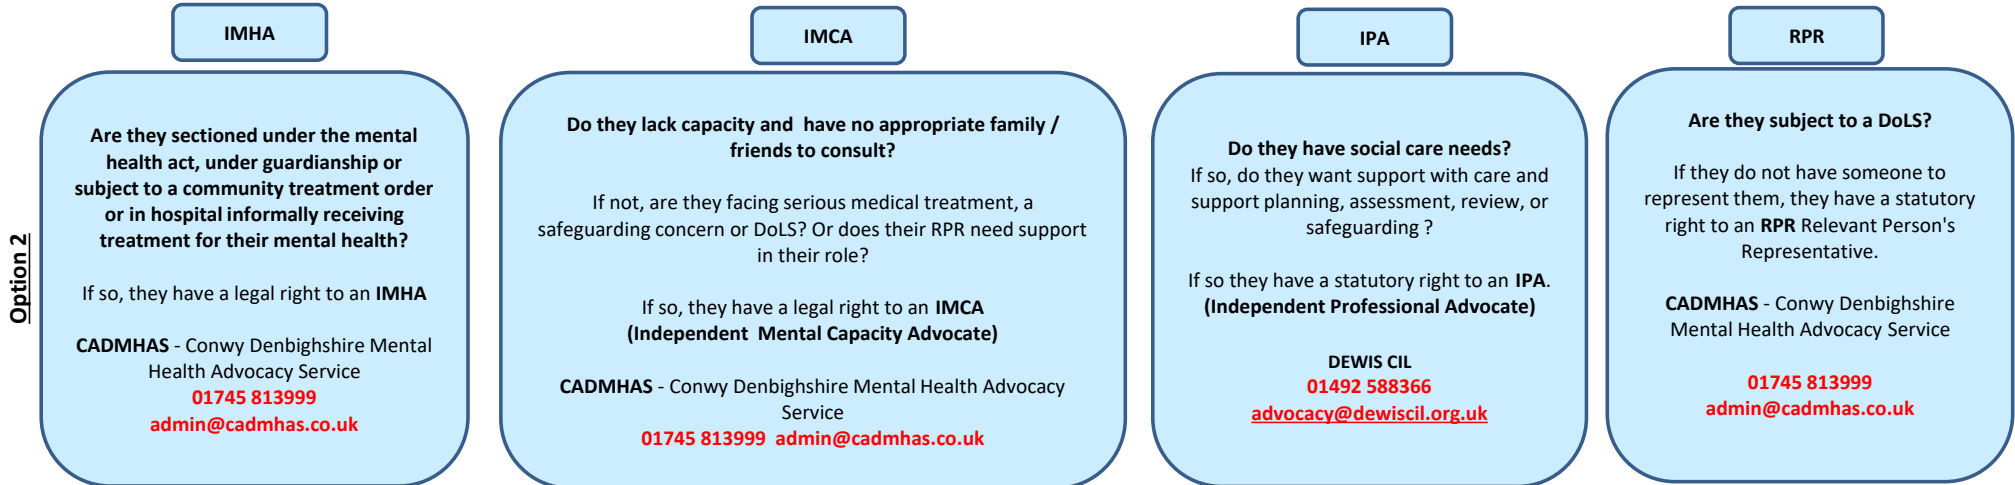 Option 2
IMHA
Are they sectioned under the mental
health act, under guardianship or
subject to a community treatment order
or in hospital informally receiving
treatment for their mental health?
If so, they have a legal right to an IMHA
CADMHAS - Conwy Denbighshire Mental
Health Advocacy Service
01745 813999
admin@cadmhas.co.uk
IMCA
Do they lack capacity and have no appropriate family /
friends to consult?
If not, are they facing serious medical treatment, a
safeguarding concern or DoLS? Or does their RPR need support
in their role?
If so, they have a legal right to an IMCA
(Independent Mental Capacity Advocate)
CADMHAS - Conwy Denbighshire Mental Health Advocacy
Service
01745 813999 admin@cadmhas.co.uk
IPA
Do they have social care needs?
If so, do they want support with care and
support planning, assessment, review, or
safeguarding ?
If so they have a statutory right to an IPA.
(Independent Professional Advocate)
DEWIS CIL
01492 588366
advocacy@dewiscil.org.uk
RPR
Are they subject to a DoLS?
If they do not have someone to
represent them, they have a statutory
right to an RPR Relevant Person's
Representative.
CADMHAS - Conwy Denbighshire
Mental Health Advocacy Service
01745 813999
admin@cadmhas.co.uk